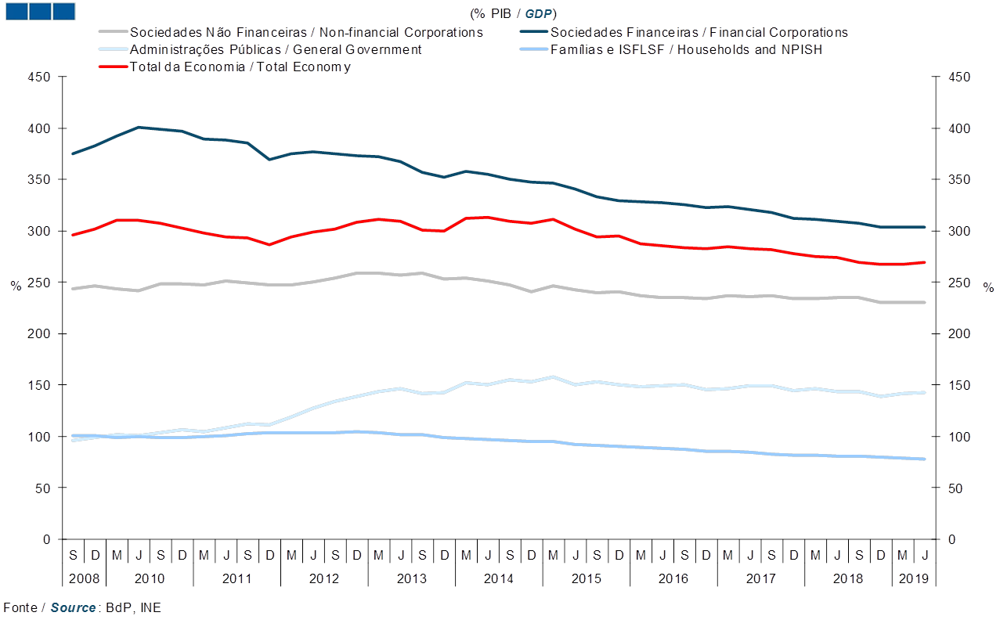 (% PIB / GDP)
Sociedades Não Financeiras / Non-financial Corporations
Sociedades Financeiras / Financial Corporations
Administrações Públicas / General Government
Famílias e ISFLSF / Households and NPISH
Total da Economia / Total Economy
450 450
400 400
350 350
300 300
% 250 250 %
200 200
150 150
100 100
50 50
0 0
S D M J S D M J S D M J S D M J S D M J S D M J S D M J S D M J S D M J S D M J
2008 2010 2011 2012 2013 2014 2015 2016 2017 2018 2019
Fonte / Source: BdP, INE